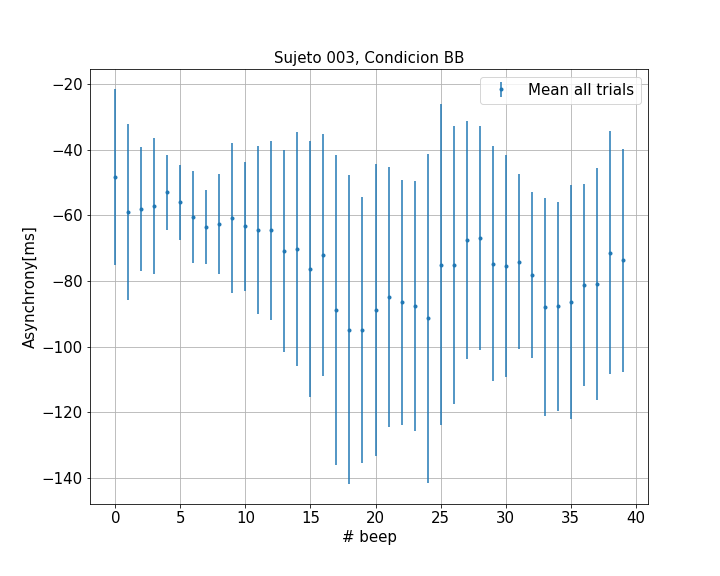 Sujeto 003, Condicion BB
Mean all trials
Asynchrony[ms]
−20
−40
−60
−80
−100
−120
−140
0 5 10 15 20 25 30 35 40
# beep